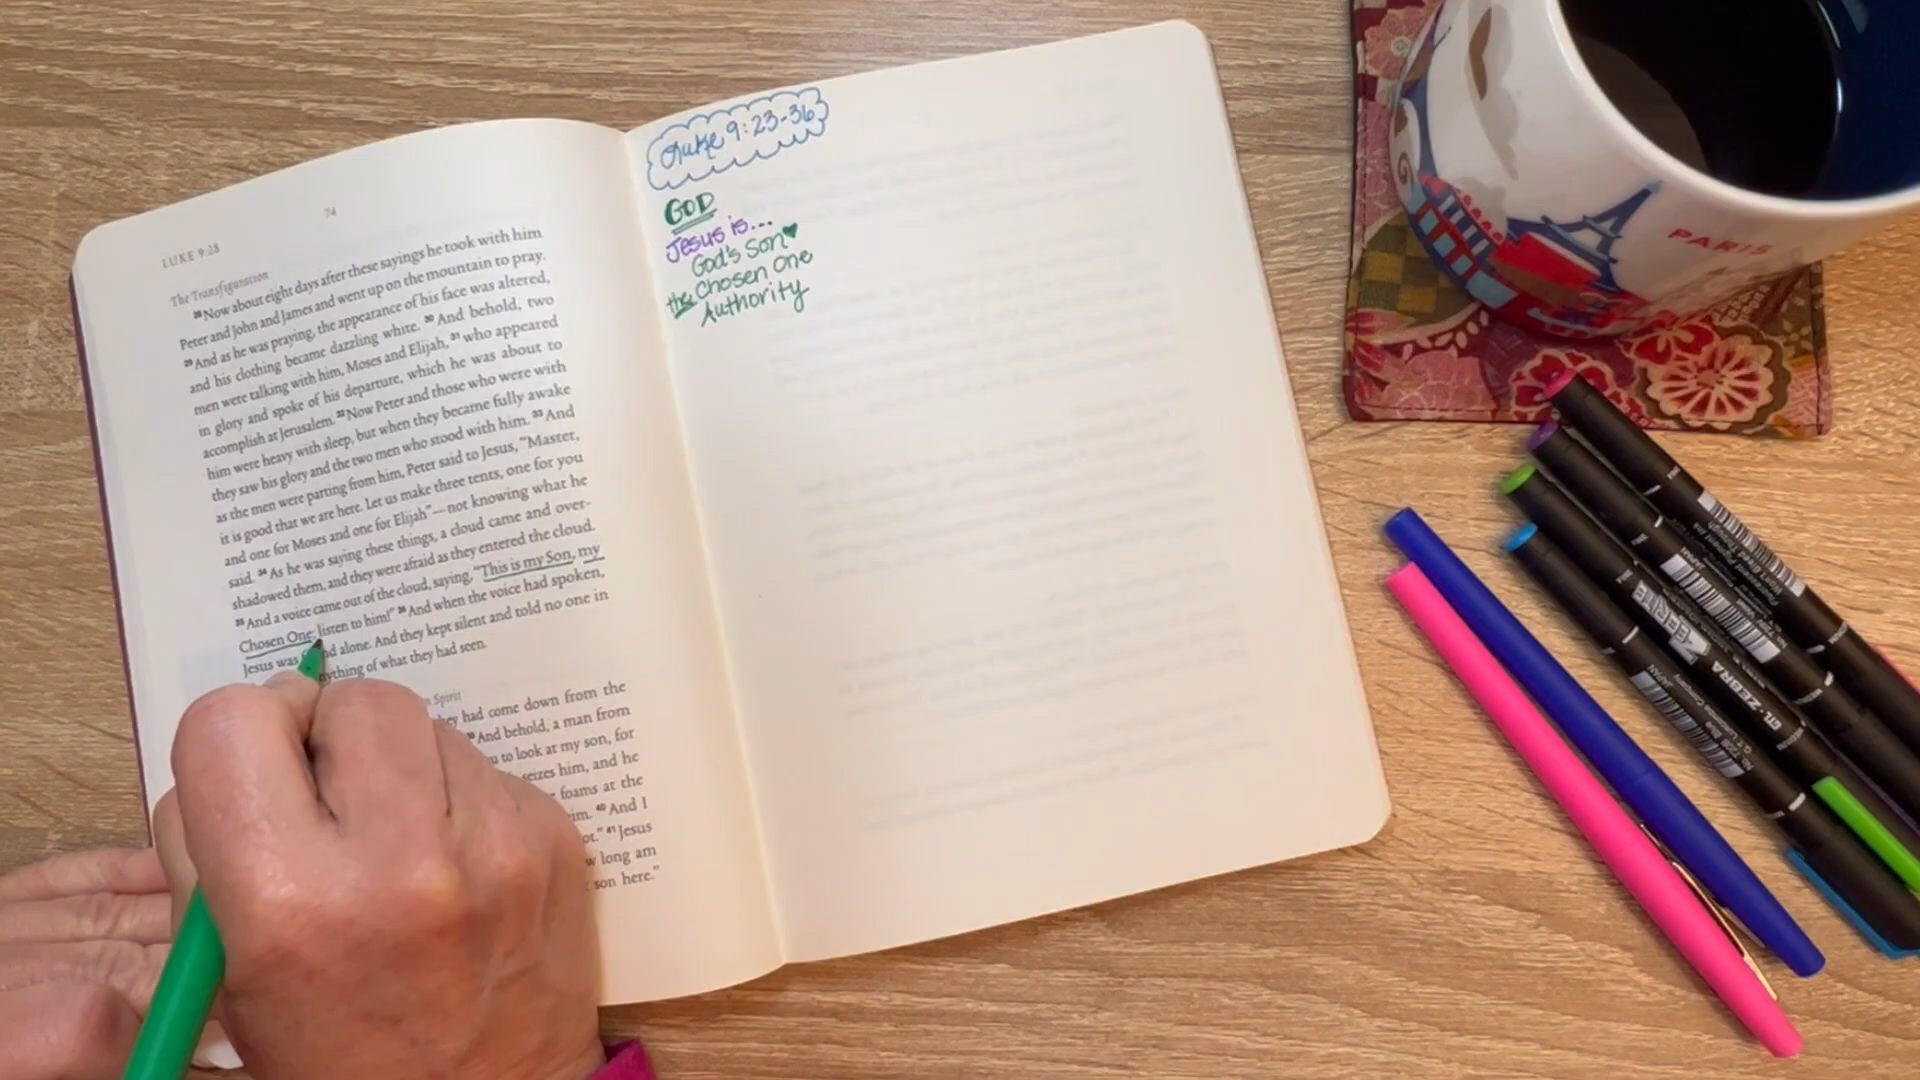 74
LUKE 9:28
The Transfiguration
28 Now about eight days after these sayings he took with him
Peter and John and James and went up on the mountain to pray.
29 And as he was praying, the appearance of his face was altered,
and his clothing became dazzling white. 30 And behold, two
men were talking with him, Moses and Elijah, 31 who appeared
in glory and spoke of his departure, which he was about to
accomplish at Jerusalem. 32 Now Peter and those who were with
him were heavy with sleep, but when they became fully awake
they saw his glory and the two men who stood with him. 33 And
as the men were parting from him, Peter said to Jesus, “Master,
it is good that we are here. Let us make three tents, one for you
and one for Moses and one for Elijah”—not knowing what he
said. 34 As he was saying these things, a cloud came and over-
shadowed them, and they were afraid as they entered the cloud.
35 And a voice came out of the cloud, saying, “This is my Son, my
Chosen One; listen to him!” 36 And when the voice had spoken,
Jesus was alone. And they kept silent and told no one in
anything of what they had seen.
Spirit
they had come down from the
38 And behold, a man from
to look at my son, for
seizes him, and he
foams at the
40 And I
41 Jesus
long am
son here.”
Luke 9:23-36
GOD
Jesus is...
God's Son♥
the Chosen One
Authority
PARIS
ZEBRITE
ZEBRA
JAPAN